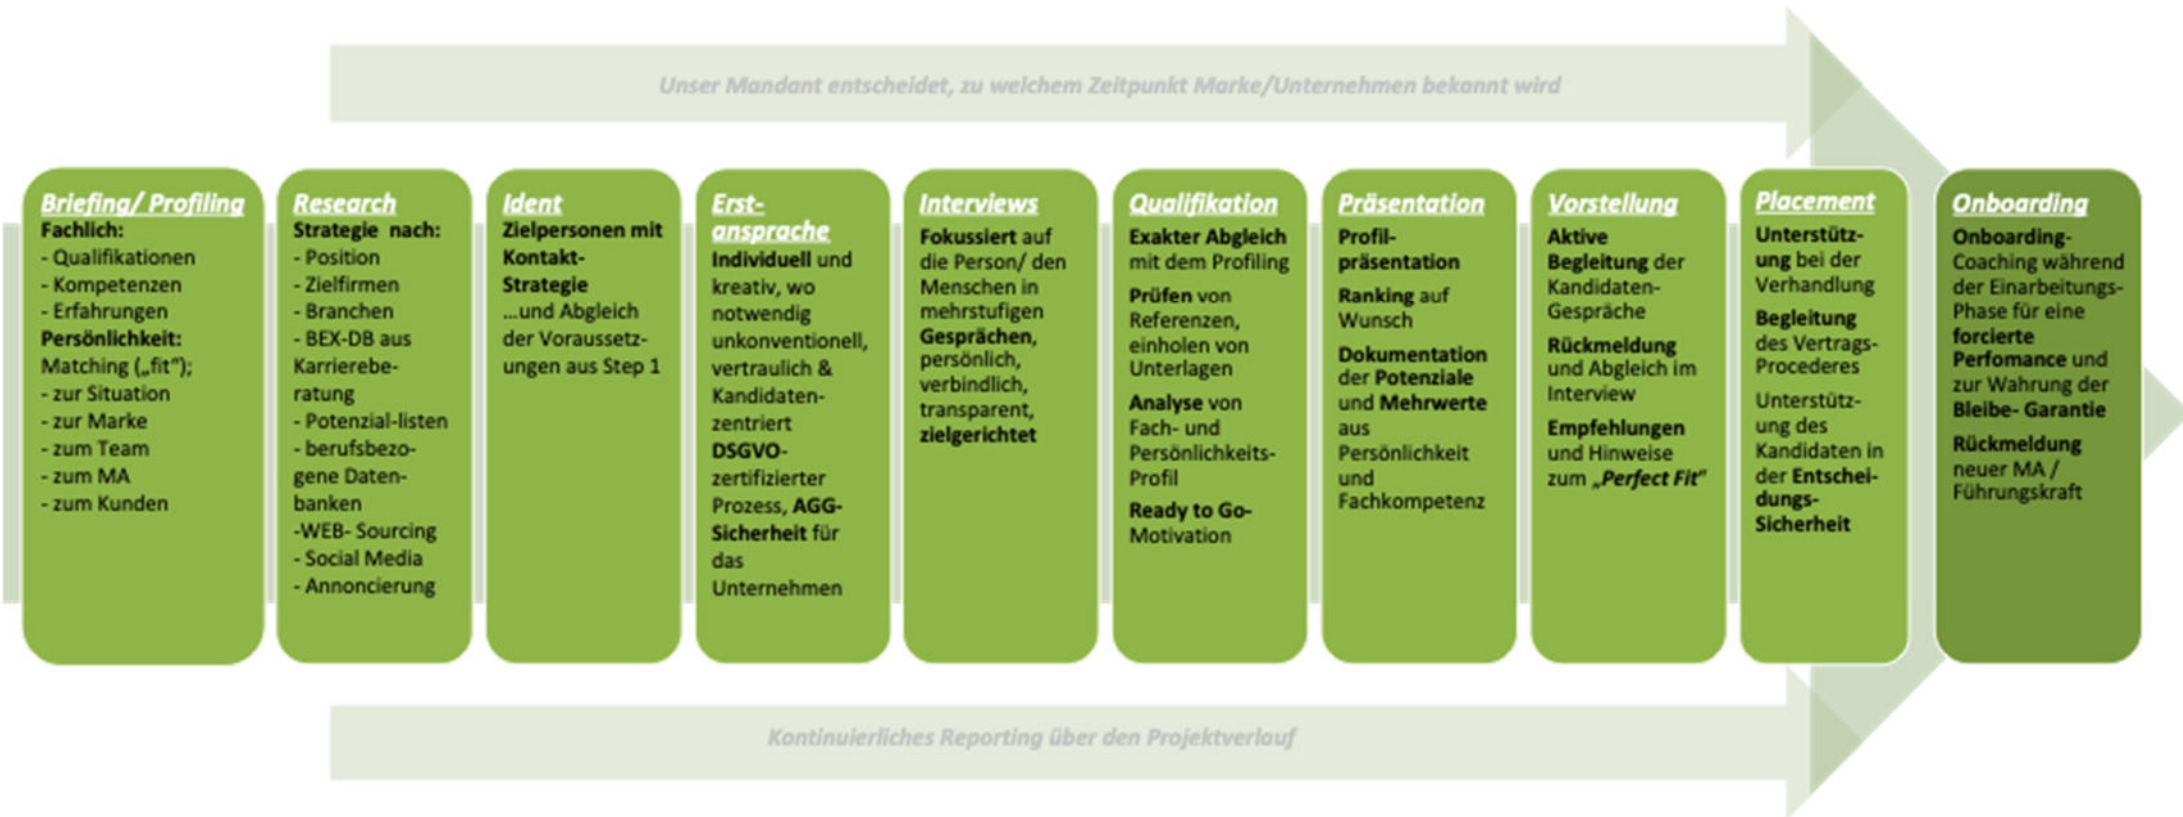 Unser Mandant entscheidet, zu welchem Zeitpunkt Marke/Unternehmen bekannt wird
Briefing/ Profiling
Fachlich:
- Qualifikationen
- Kompetenzen
- Erfahrungen
Persönlichkeit:
Matching („fit“);
- zur Situation
- zur Marke
- zum Team
- zum MA
- zum Kunden
Research
Strategie nach:
- Position
- Zielfirmen
- Branchen
- BEX-DB aus
Karrierebe-
ratung
- Potenzial-listen
- berufsbezo-
gene Daten-
banken
-WEB- Sourcing
- Social Media
- Annoncierung
Ident
Zielpersonen mit
Kontakt-
Strategie
...und Abgleich
der Voraussetz-
ungen aus Step 1
Erst-
ansprache
Individuell und
kreativ, wo
notwendig
unkonventionell,
vertraulich &
Kandidaten-
zentriert
DSGVO-
zertifizierter
Prozess, AGG-
Sicherheit für
das
Unternehmen
Interviews
Fokussiert auf
die Person/ den
Menschen in
mehrstufigen
Gesprächen,
persönlich,
verbindlich,
transparent,
zielgerichtet
Qualifikation
Exakter Abgleich
mit dem Profiling
Prüfen von
Referenzen,
einholen von
Unterlagen
Analyse von
Fach- und
Persönlichkeits-
Profil
Ready to Go-
Motivation
Präsentation
Profil-
präsentation
Ranking auf
Wunsch
Dokumentation
der Potenziale
und Mehrwerte
aus
Persönlichkeit
und
Fachkompetenz
Vorstellung
Aktive
Begleitung der
Kandidaten-
Gespräche
Rückmeldung
und Abgleich im
Interview
Empfehlungen
und Hinweise
zum „Perfect Fit“
Placement
Unterstütz-
ung bei der
Verhandlung
Begleitung
des Vertrags-
Procederes
Unterstütz-
ung des
Kandidaten in
der Entschei-
dungs-
Sicherheit
Onboarding
Onboarding-
Coaching während
der Einarbeitungs-
Phase für eine
forcierte
Perfomance und
zur Wahrung der
Bleibe- Garantie
Rückmeldung
neuer MA /
Führungskraft
Kontinuierliches Reporting über den Projektverlauf